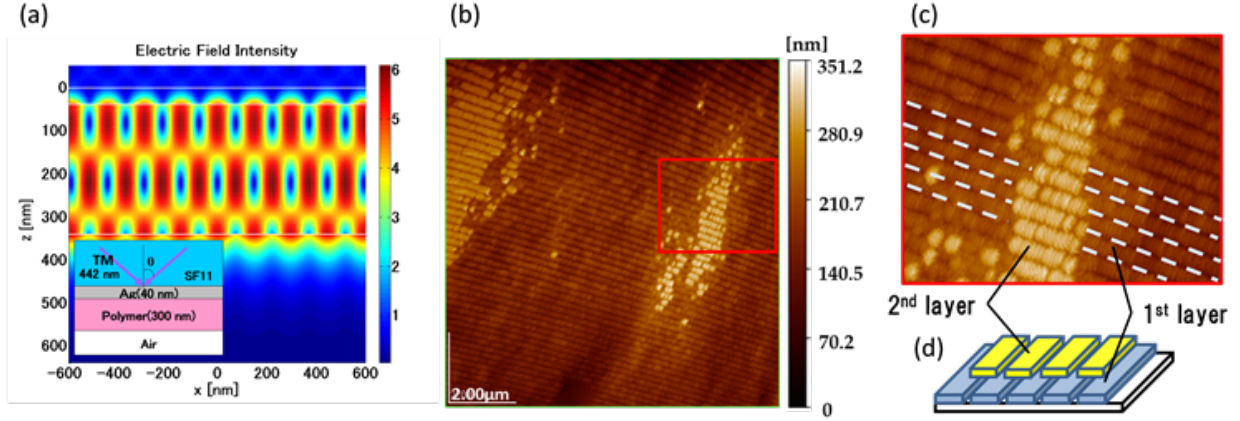 (a)
Electric Field Intensity
0
100
200
300
400
500
600
z [nm]
-600 -400 -200 0 200 400 600
x [nm]
6
5
4
3
2
1
TM
442 nm
θ
SF11
Ag(40 nm)
Polymer(300 nm)
Air
(b)
[nm]
351.2
280.9
210.7
140.5
70.2
0
2.00μm
(c)
2nd layer
1st layer
(d)